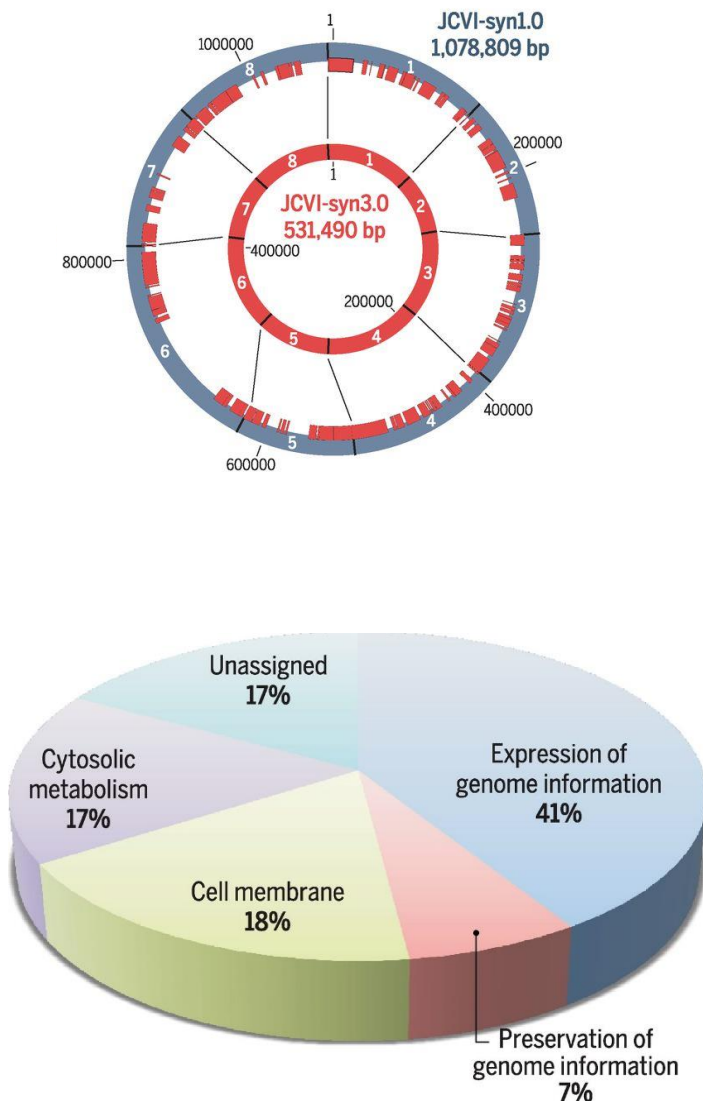 1
JCVI-syn1.0
1,078,809 bp
1000000
8
1
200000
2
7
8
1
1
JCVI-syn3.0
531,490 bp
7
2
400000
3
6
200000
800000
3
5
4
6
400000
4
5
600000
Unassigned
17%
Cytosolic
metabolism
17%
Expression of
genome information
41%
Cell membrane
18%
Preservation of
genome information
7%